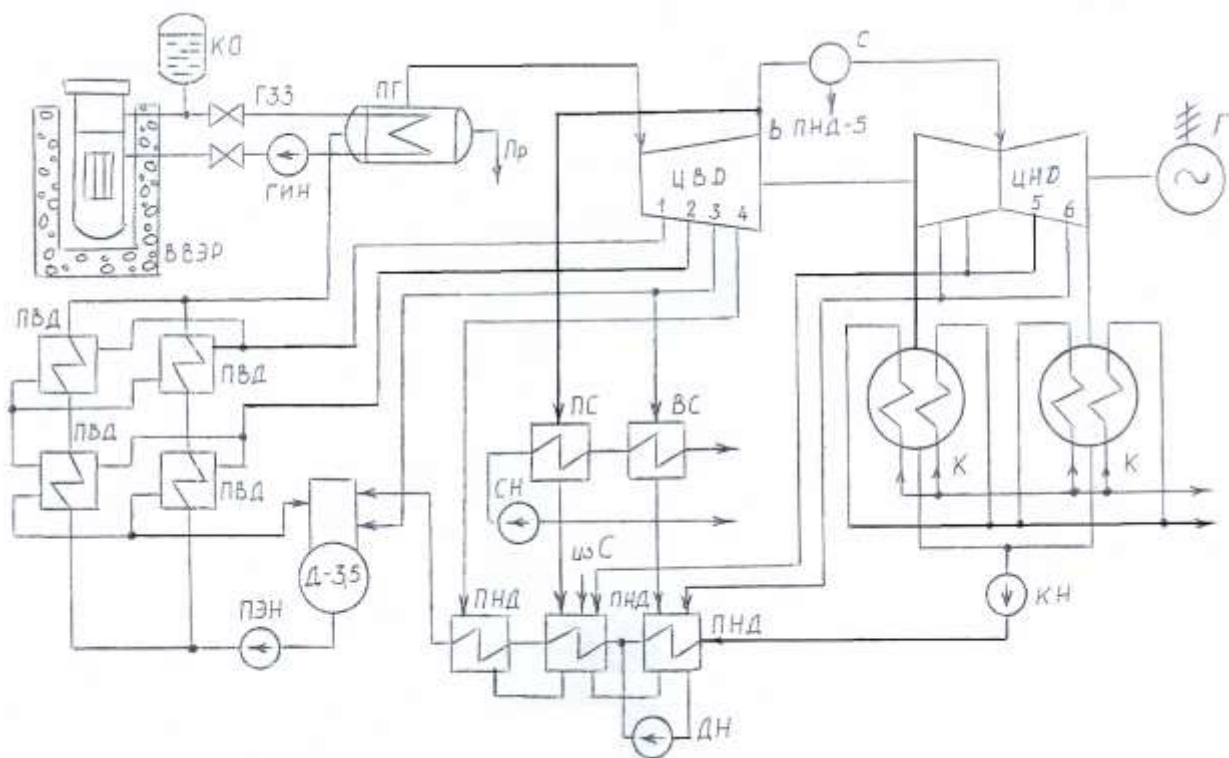 КО
ГЗЗ
ПГ
С
В ПНД-5
Г
Пр
ГЦН
ЦВД
1 2 3 4
ЦНД
5 6
ВВЭР
ПВД
ПВД
ПВД
ПВД
ПС
ВС
К
К
СН
Д-3,5
из С
КН
ПЭН
ПНД
ПНД
ПНД
ДН